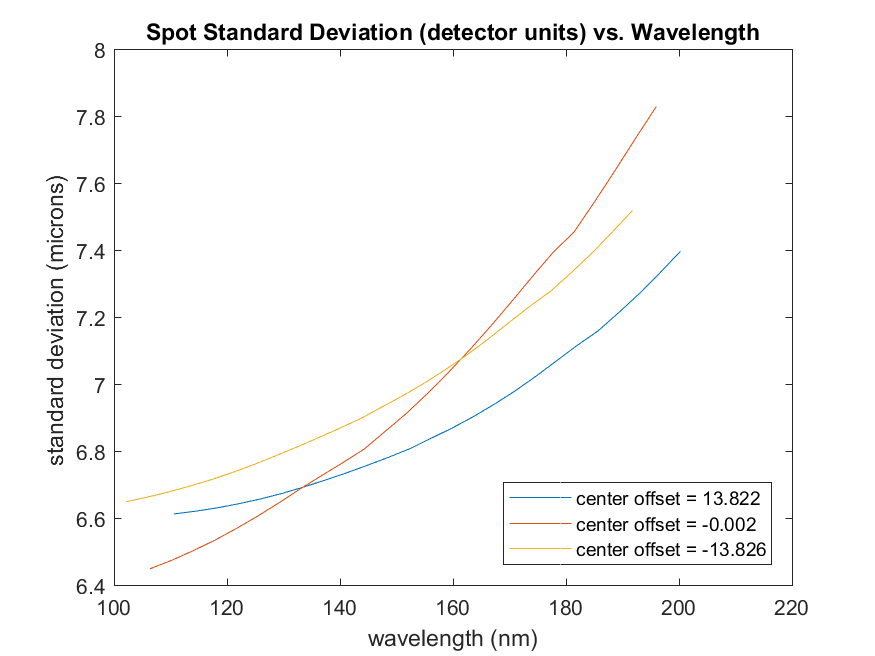 Spot Standard Deviation (detector units) vs. Wavelength
8
7.8
7.6
7.4
7.2
7
6.8
6.6
6.4
standard deviation (microns)
center offset = 13.822
center offset = -0.002
center offset = -13.826
100 120 140 160 180 200 220
wavelength (nm)